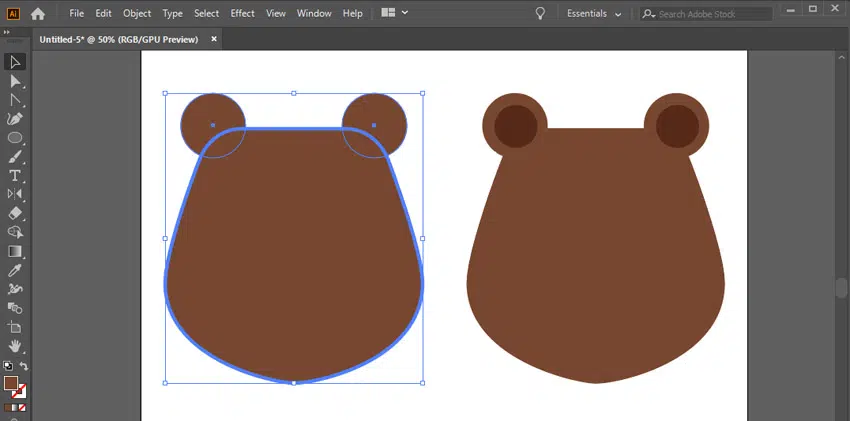 Ai File Edit Object Type Select Effect View Window Help Essentials Search Adobe Stock
Untitled-5* @ 50% (RGB/GPU Preview) ×